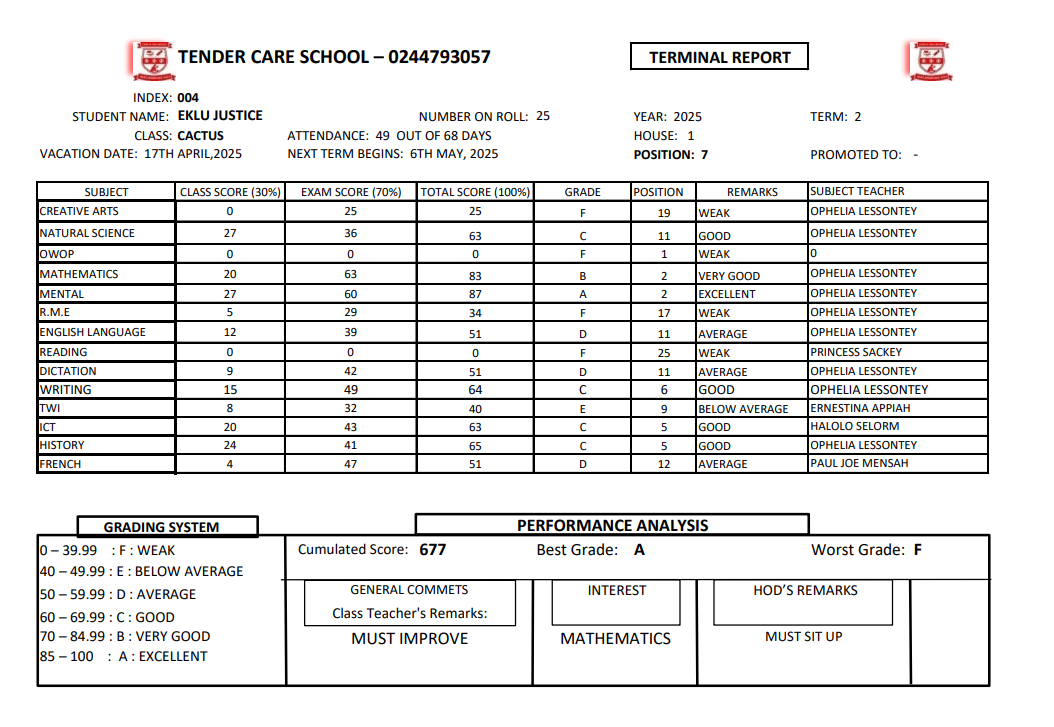 TENDER CARE SCHOOL – 0244793057
TERMINAL REPORT
INDEX: 004
STUDENT NAME: EKLU JUSTICE NUMBER ON ROLL: 25 YEAR: 2025 TERM: 2
CLASS: CACTUS ATTENDANCE: 49 OUT OF 68 DAYS HOUSE: 1
VACATION DATE: 17TH APRIL,2025 NEXT TERM BEGINS: 6TH MAY, 2025 POSITION: 7 PROMOTED TO: -
SUBJECT CLASS SCORE (30%) EXAM SCORE (70%) TOTAL SCORE (100%) GRADE POSITION REMARKS SUBJECT TEACHER
CREATIVE ARTS 0 25 25 F 19 WEAK OPHELIA LESSONTEY
NATURAL SCIENCE 27 36 63 C 11 GOOD OPHELIA LESSONTEY
OWOP 0 0 0 F 1 WEAK 0
MATHEMATICS 20 63 83 B 2 VERY GOOD OPHELIA LESSONTEY
MENTAL 27 60 87 A 2 EXCELLENT OPHELIA LESSONTEY
R.M.E 5 29 34 F 17 WEAK OPHELIA LESSONTEY
ENGLISH LANGUAGE 12 39 51 D 11 AVERAGE OPHELIA LESSONTEY
READING 0 0 0 F 25 WEAK PRINCESS SACKEY
DICTATION 9 42 51 D 11 AVERAGE OPHELIA LESSONTEY
WRITING 15 49 64 C 6 GOOD OPHELIA LESSONTEY
TWI 8 32 40 E 9 BELOW AVERAGE ERNESTINA APPIAH
ICT 20 43 63 C 5 GOOD HALOLO SELORM
HISTORY 24 41 65 C 5 GOOD OPHELIA LESSONTEY
FRENCH 4 47 51 D 12 AVERAGE PAUL JOE MENSAH
GRADING SYSTEM
0 – 39.99 : F : WEAK
40 – 49.99 : E : BELOW AVERAGE
50 – 59.99 : D : AVERAGE
60 – 69.99 : C : GOOD
70 – 84.99 : B : VERY GOOD
85 – 100 : A : EXCELLENT
PERFORMANCE ANALYSIS
Cumulated Score: 677 Best Grade: A Worst Grade: F
GENERAL COMMETS
Class Teacher's Remarks:
MUST IMPROVE
INTEREST
MATHEMATICS
HOD'S REMARKS
MUST SIT UP